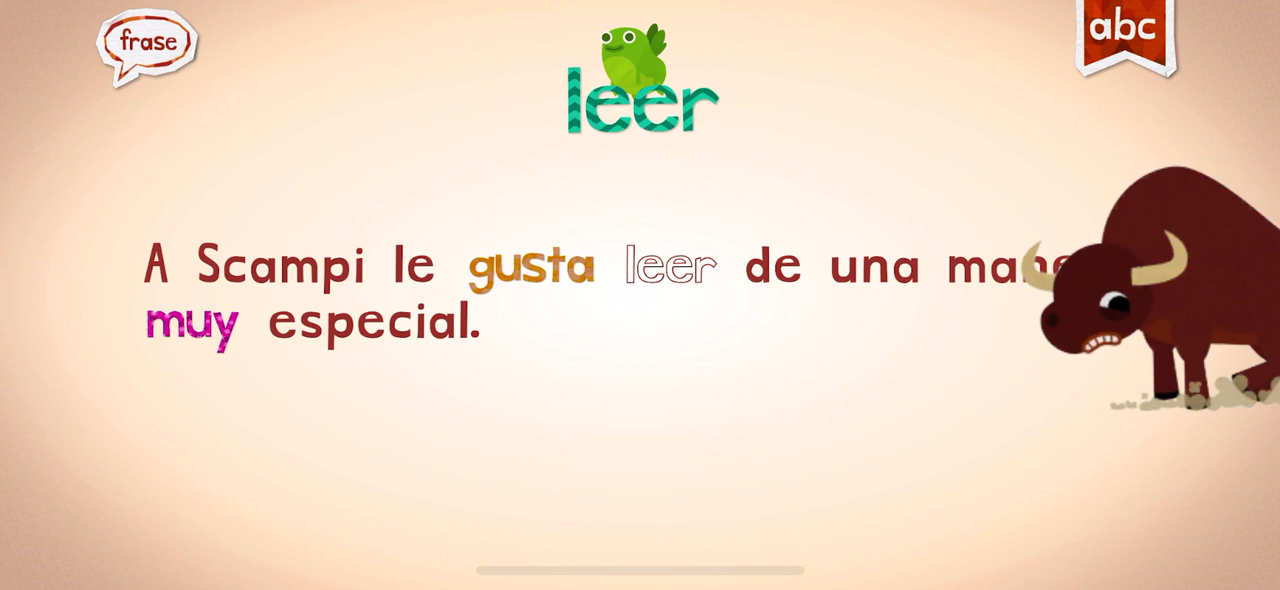 frase
leer
abc
A Scampi le gusta leer de una
muy especial.